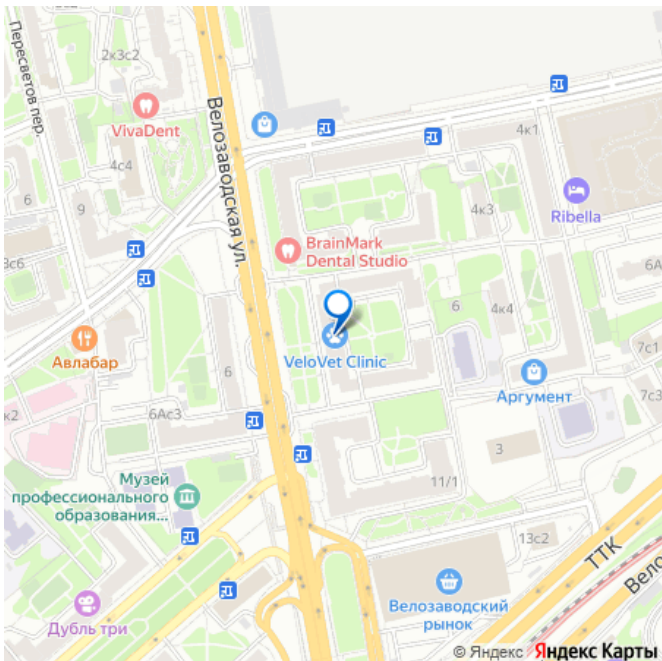 Пересветов пер.
2к3с2
VivaDent
Велозаводская ул.
4к1
4с4
6
9
4к3
Ribella
BrainMark
Dental Studio
3с6
6А
6
4к4
VeloVet Clinic
7с1
Авлабар
6
Аргумент
7с3
к2
6Ас3
3
Музей
профессионального
образования...
11/1
13с2
ТТК
Вело
Велозаводский
рынок
Дубль три
© Яндекс Яндекс Карты